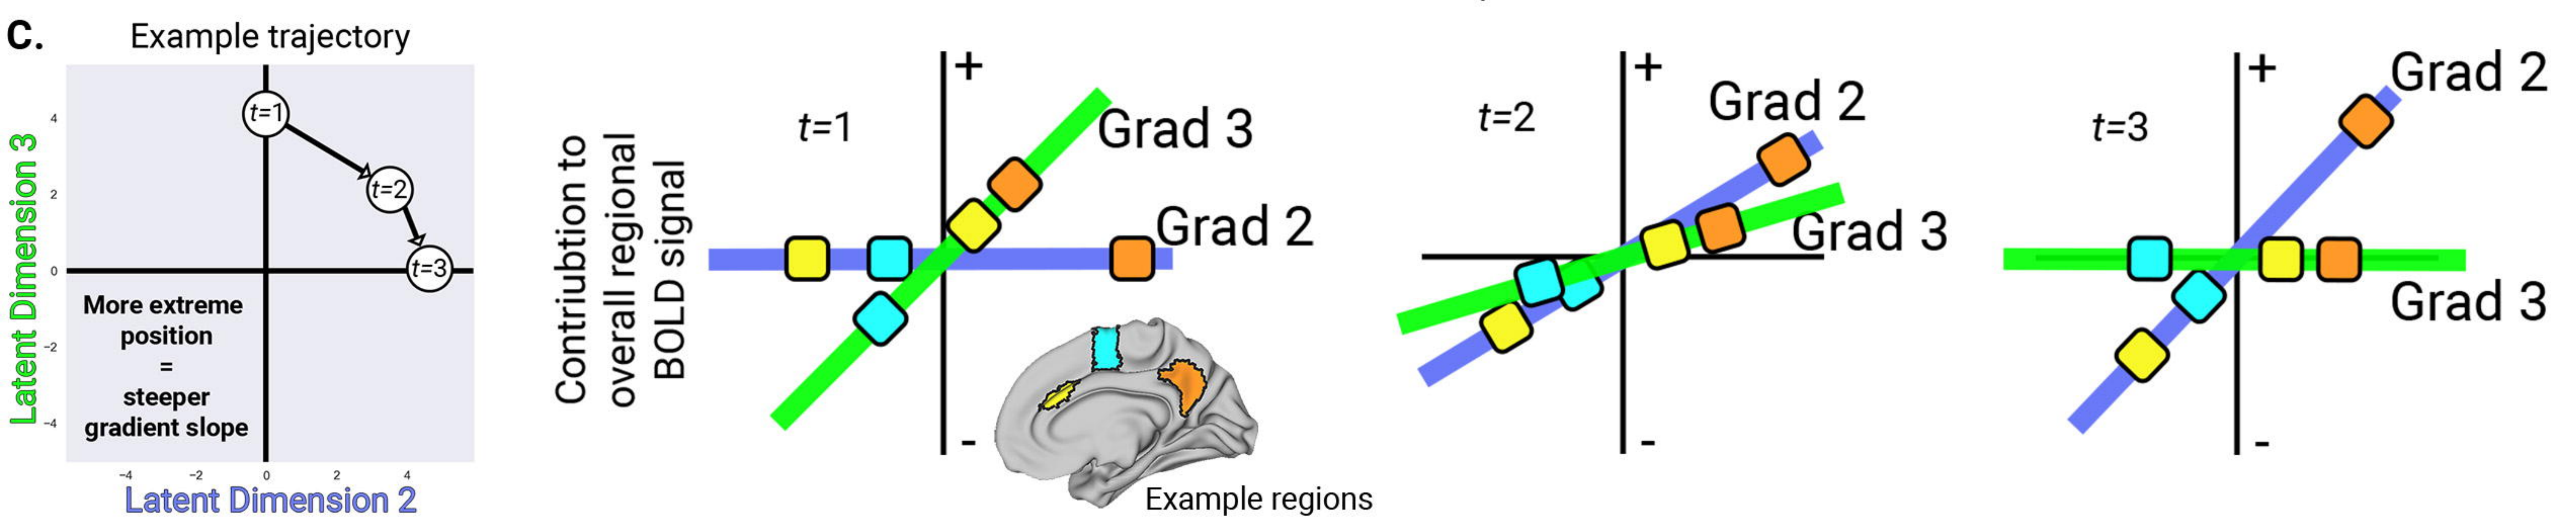 C.
Example trajectory
Latent Dimension 3
4
2
0
−2
−4
t=1
t=2
t=3
More extreme
position
=
steeper
gradient slope
−4 −2 0 2 4
Latent Dimension 2
Contriubtion to
overall regional
BOLD signal
t=1
+
Grad 3
Grad 2
-
Example regions
t=2
+
Grad 2
Grad 3
-
t=3
+
Grad 2
Grad 3
-